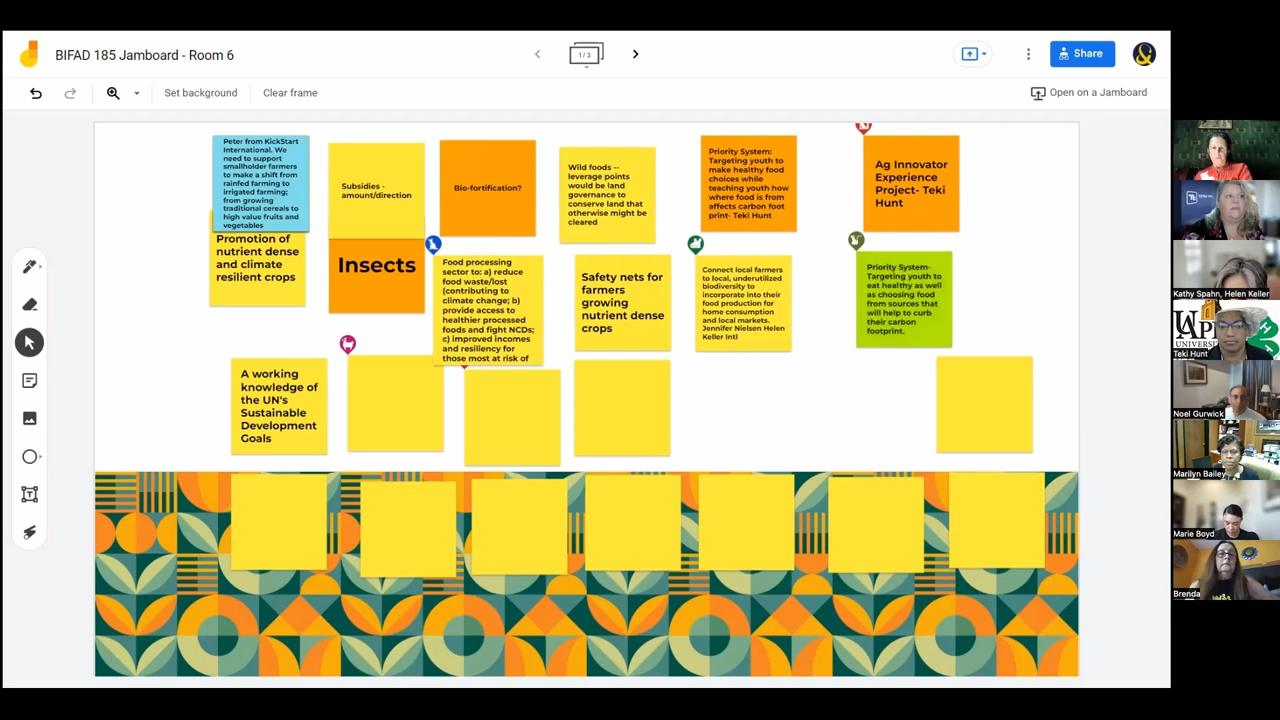 BIFAD 185 Jamboard - Room 6
1/3
Share
Set background
Clear frame
Open on a Jamboard
Peter from KickStart
International. We
need to support
smallholder farmers
to make a shift from
rainfed farming to
irrigated farming;
from growing
traditional cereals to
high value fruits and
vegetables
Promotion of
nutrient dense
and climate
resilient crops
Subsidies -
amount/direction
Insects
Bio-fortification?
Food processing
sector to: a) reduce
food waste/lost
(contributing to
climate change; b)
provide access to
healthier processed
foods and fight NCDs;
c) improved incomes
and resiliency for
those most at risk of
Wild foods --
leverage points
would be land
governance to
conserve land that
otherwise might be
cleared
Safety nets for
farmers
growing
nutrient dense
crops
Priority System:
Targeting youth to
make healthy food
choices while
teaching youth how
where food is from
affects carbon foot
print- Teki Hunt
Connect local farmers
to local, underutilized
biodiversity to
incorporate into their
food production for
home consumption
and local markets.
Jennifer Nielsen Helen
Keller Intl
Ag Innovator
Experience
Project- Teki
Hunt
Priority System-
Targeting youth to
eat healthy as well
as choosing food
from sources that
will help to curb
their carbon
footprint.
A working
knowledge of
the UN's
Sustainable
Development
Goals
Kathy Spahn, Helen Keller
UAPB
UNIVERSITY
Teki Hunt
Noel Gurwick
Marilyn Bailey
Marie Boyd
Brenda